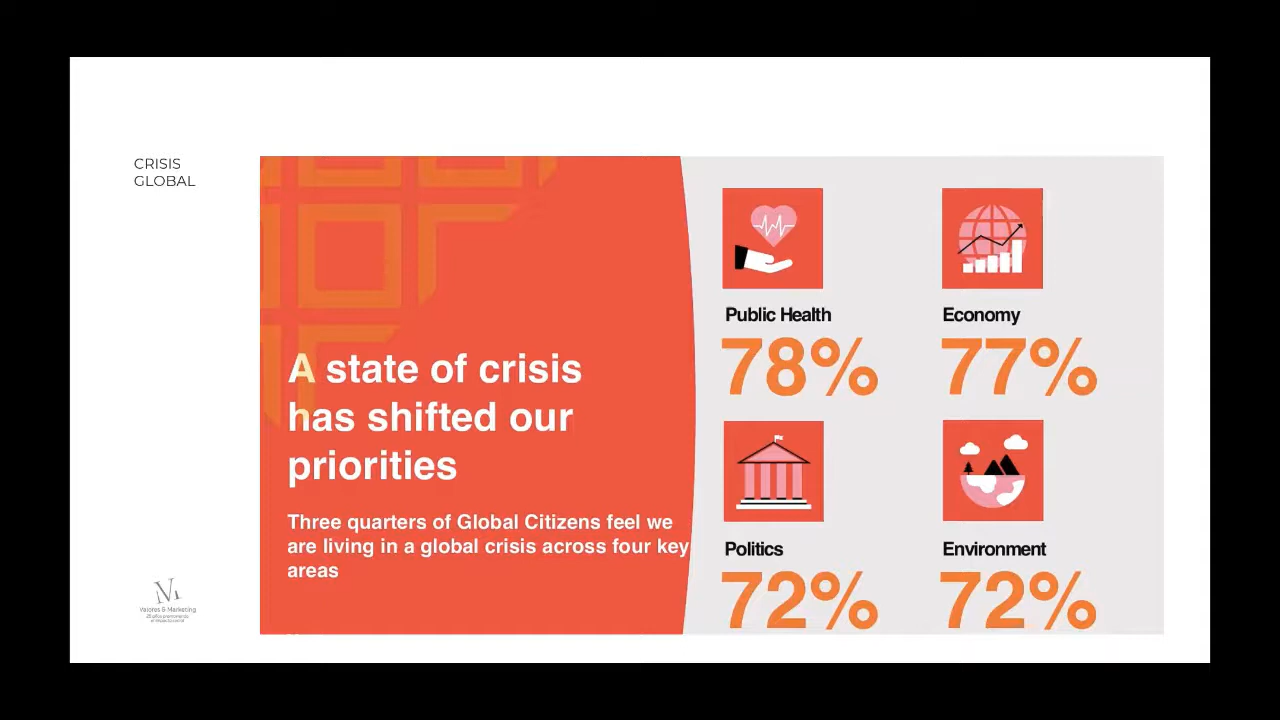 CRISIS
GLOBAL
A state of crisis
has shifted our
priorities
Three quarters of Global Citizens feel we
are living in a global crisis across four key
areas
Public Health
78%
Economy
77%
Politics
72%
Environment
72%
Valores & Marketing